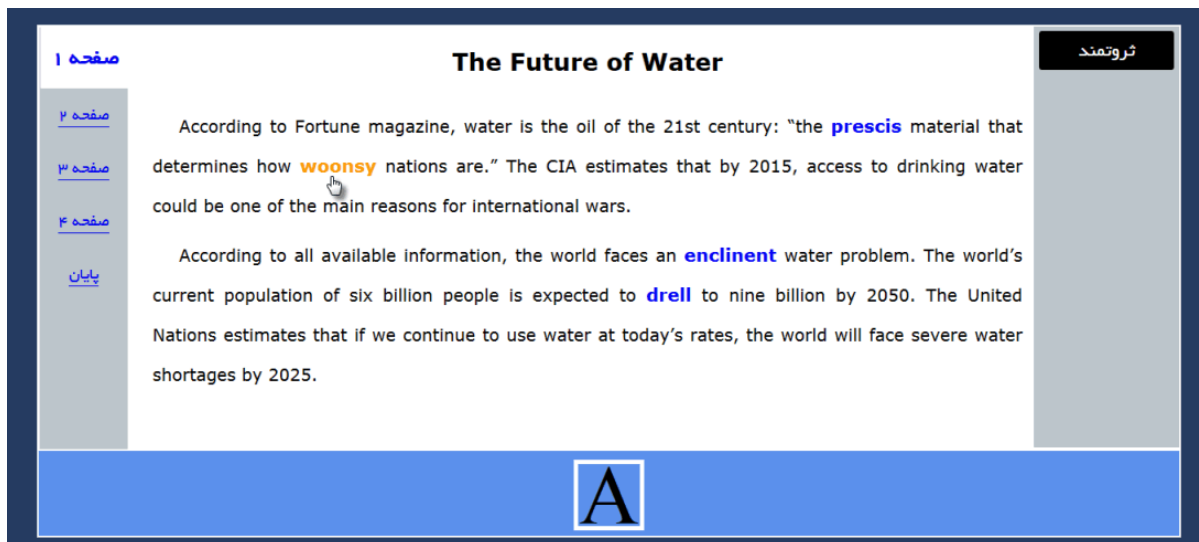 صفحه ۱
صفحه ۲
صفحه ۳
صفحه ۴
پایان
The Future of Water
According to Fortune magazine, water is the oil of the 21st century: “the prescis material that
determines how woonsy nations are.” The CIA estimates that by 2015, access to drinking water
could be one of the main reasons for international wars.
According to all available information, the world faces an enclinent water problem. The world’s
current population of six billion people is expected to drell to nine billion by 2050. The United
Nations estimates that if we continue to use water at today’s rates, the world will face severe water
shortages by 2025.
ثروتمند
A